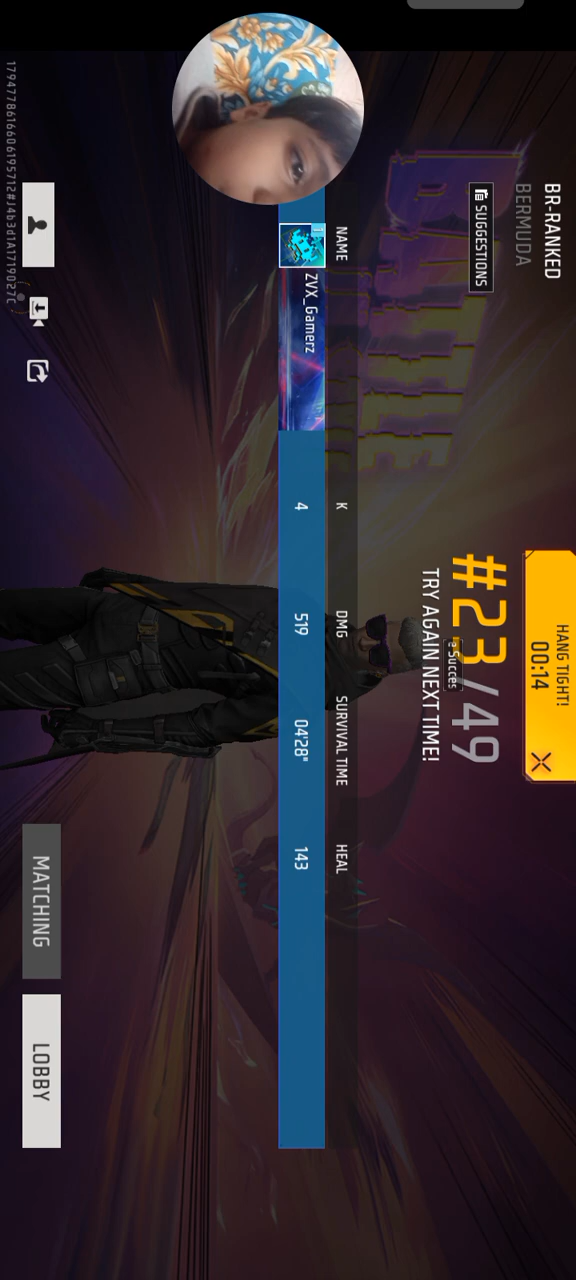 BR-RANKED
BERMUDA
SUGGESTIONS
HANG TIGHT!
00:14
#23/49
e Succes
TRY AGAIN NEXT TIME!
NAME K DMG SURVIVAL TIME HEAL
ZVX_Gamerz 4 519 04'28" 143
MATCHING
LOBBY